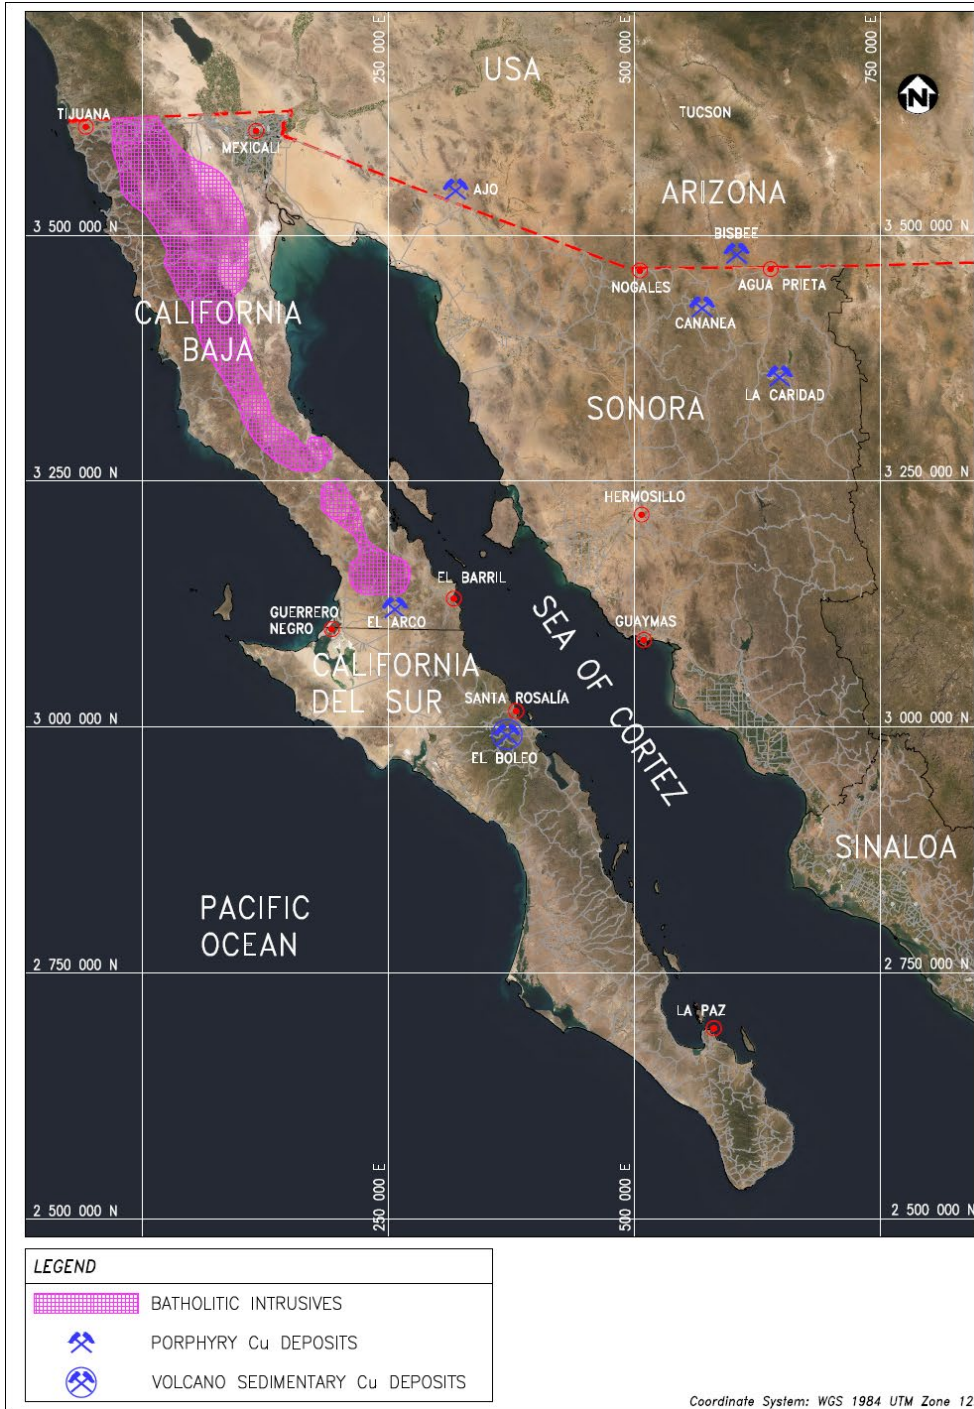 250 000 E
500 000 E
750 000 E
USA
N
TUCSON
TIJUANA
MEXICALI
AJO
ARIZONA
3 500 000 N
BISBEE
3 500 000 N
NOGALES
AGUA PRIETA
CALIFORNIA
BAJA
CANANEA
LA CARIDAD
SONORA
3 250 000 N
3 250 000 N
HERMOSILLO
EL BARRIL
GUERRERO
NEGRO
EL ARCO
SEA OF CORTEZ
GUAYMAS
CALIFORNIA
DEL SUR
SANTA ROSALÍA
3 000 000 N
3 000 000 N
EL BOLEO
SINALOA
PACIFIC
OCEAN
2 750 000 N
2 750 000 N
LA PAZ
250 000 E
500 000 E
2 500 000 N
2 500 000 N
LEGEND
BATHOLITIC INTRUSIVES
PORPHYRY Cu DEPOSITS
VOLCANO SEDIMENTARY Cu DEPOSITS
Coordinate System: WGS 1984 UTM Zone 12